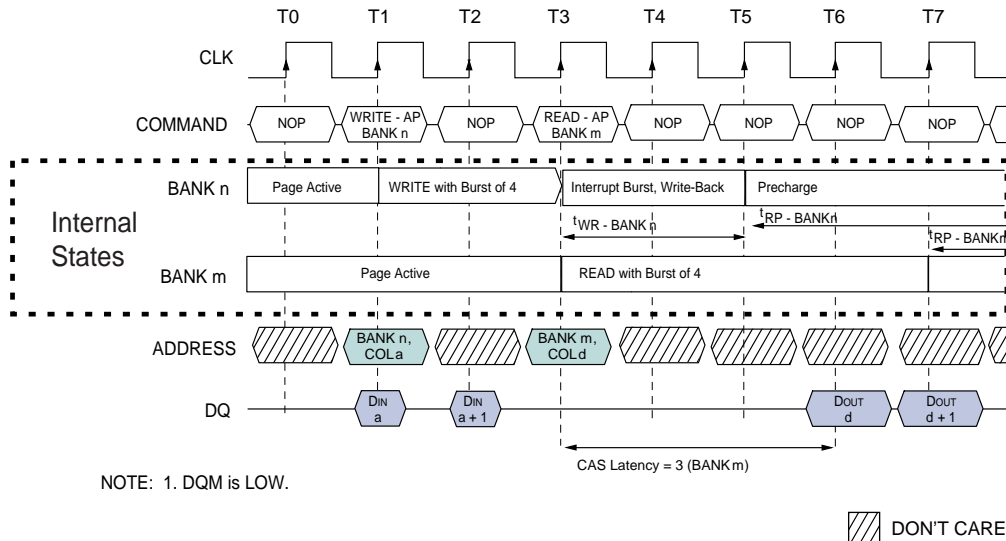 T0 T1 T2 T3 T4 T5 T6 T7
CLK
COMMAND NOP WRITE - AP BANK n NOP READ - AP BANK m NOP NOP NOP NOP
Internal States
BANK n Page Active WRITE with Burst of 4 Interrupt Burst, Write-Back Precharge
tWR - BANK n tRP - BANK n
tRP - BANK
BANK m Page Active READ with Burst of 4
ADDRESS BANK n, COL a BANK m, COL d
DQ DIN a DIN a + 1 DOUT d DOUT d + 1
CAS Latency = 3 (BANK m)
NOTE: 1. DQM is LOW.
DON'T CARE